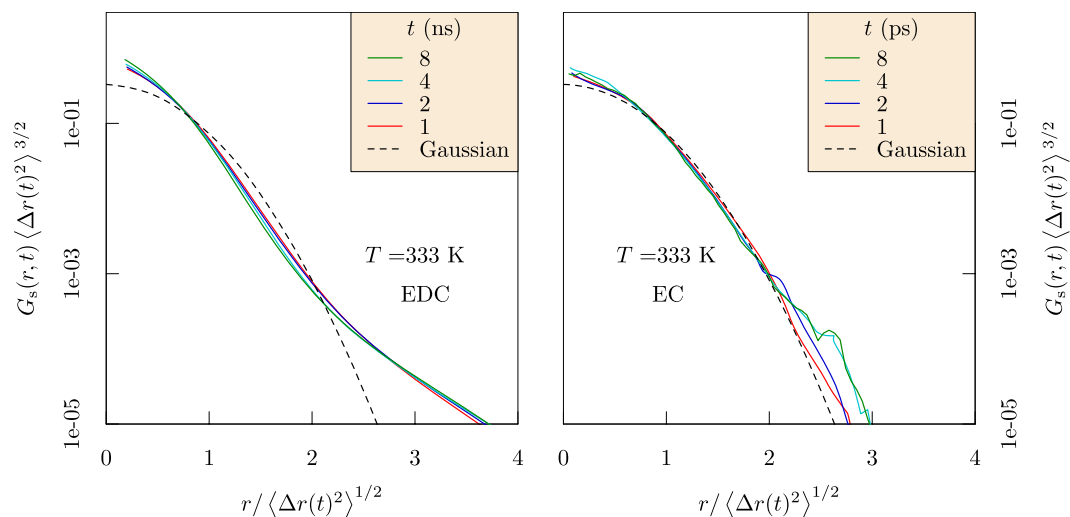 t (ns)
8
4
2
1
Gaussian
T =333 K
EDC
1e-01
1e-03
1e-05
0
1
2
3
4
G_s(r, t) ⟨Δr(t)²⟩^{3/2}
r/⟨Δr(t)²⟩^{1/2}
t (ps)
8
4
2
1
Gaussian
T =333 K
EC
1e-01
1e-03
1e-05
0
1
2
3
4
G_s(r, t) ⟨Δr(t)²⟩^{3/2}
r/⟨Δr(t)²⟩^{1/2}